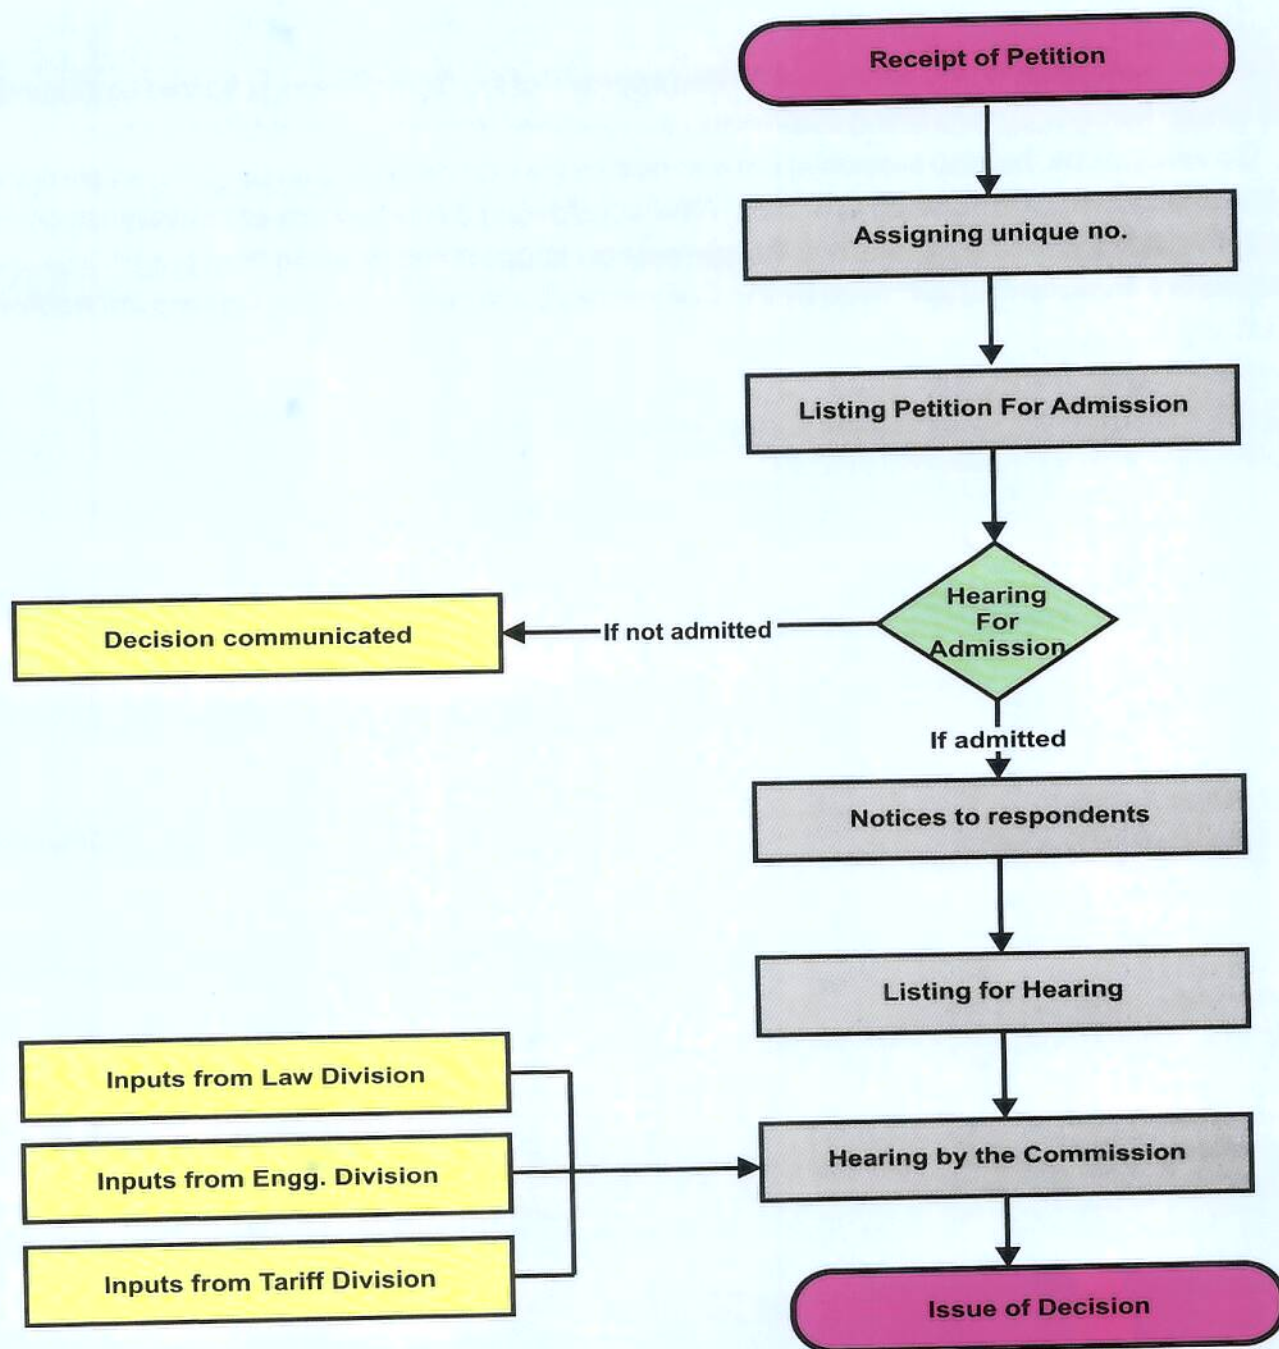 Receipt of Petition
Assigning unique no.
Listing Petition For Admission
Hearing
For
Admission
If not admitted
Decision communicated
If admitted
Notices to respondents
Listing for Hearing
Inputs from Law Division
Inputs from Engg. Division
Inputs from Tariff Division
Hearing by the Commission
Issue of Decision